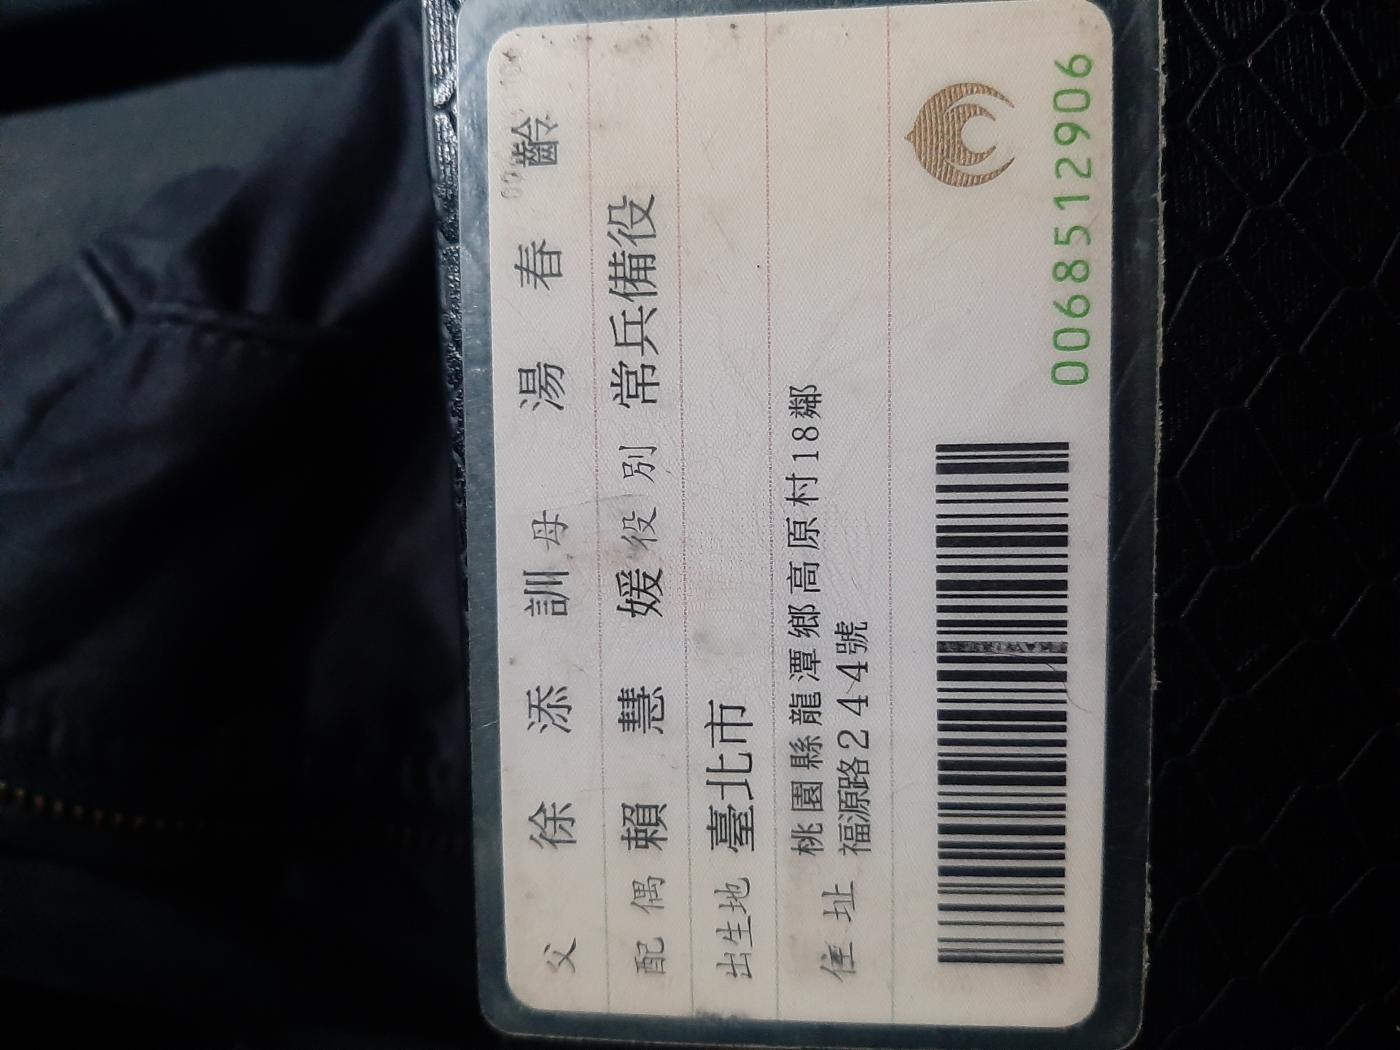 父 徐添訓 母 湯春齡
配偶 賴慧媛 役別 常兵備役
出生地 臺北市
住址 桃園縣龍潭鄉高原村18鄰
福源路244號
0068512906